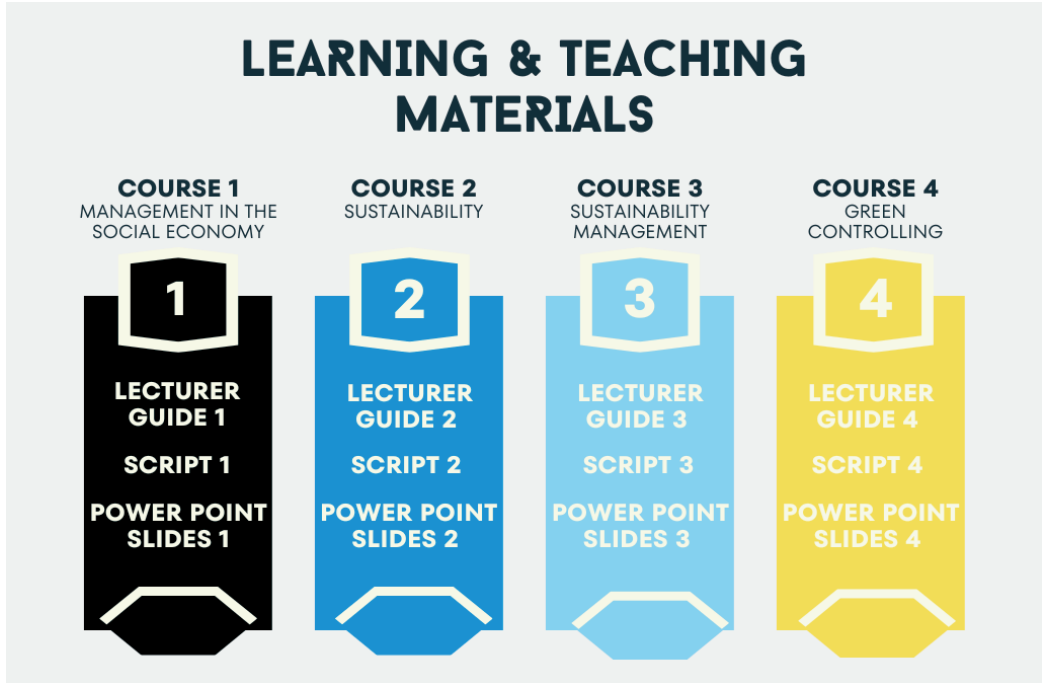 LEARNING & TEACHING
MATERIALS
COURSE 1
MANAGEMENT IN THE
SOCIAL ECONOMY
1
LECTURER
GUIDE 1
SCRIPT 1
POWER POINT
SLIDES 1
COURSE 2
SUSTAINABILITY
2
LECTURER
GUIDE 2
SCRIPT 2
POWER POINT
SLIDES 2
COURSE 3
SUSTAINABILITY
MANAGEMENT
3
LECTURER
GUIDE 3
SCRIPT 3
POWER POINT
SLIDES 3
COURSE 4
GREEN
CONTROLLING
4
LECTURER
GUIDE 4
SCRIPT 4
POWER POINT
SLIDES 4